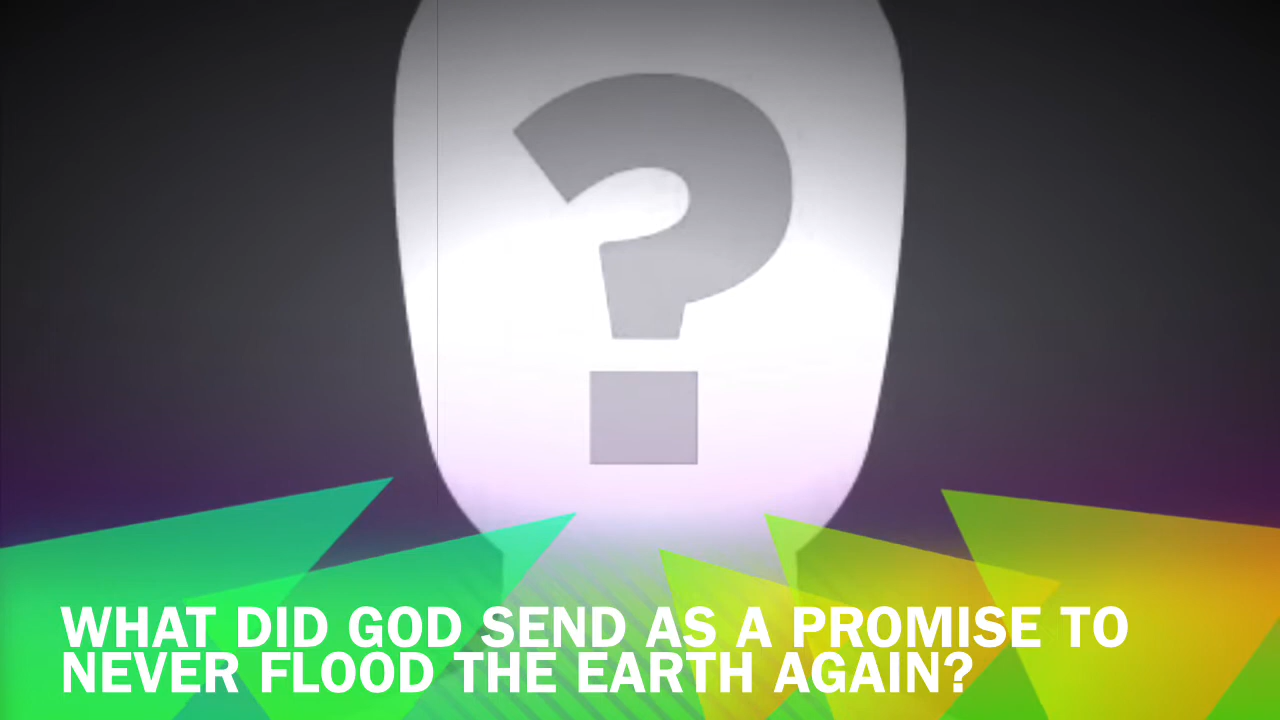 ?
WHAT DID GOD SEND AS A PROMISE TO
NEVER FLOOD THE EARTH AGAIN?